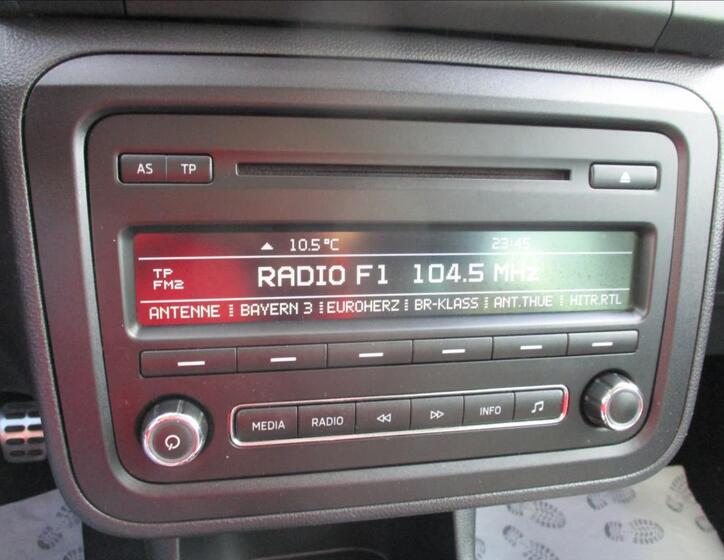 AS TP
10.5 °C 23:45
TP
FM2
RADIO F1 104.5 MHz
ANTENNE BAYERN 3 EUROHERZ BR-KLASS ANT.THUE HITR.RTL
MEDIA RADIO INFO